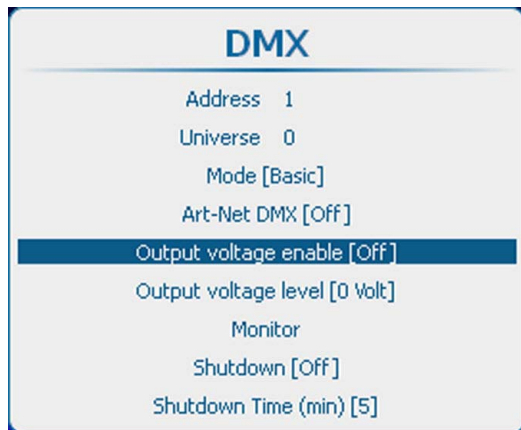 DMX
Address 1
Universe 0
Mode [Basic]
Art-Net DMX [Off]
Output voltage enable [Off]
Output voltage level [0 Volt]
Monitor
Shutdown [Off]
Shutdown Time (min) [5]